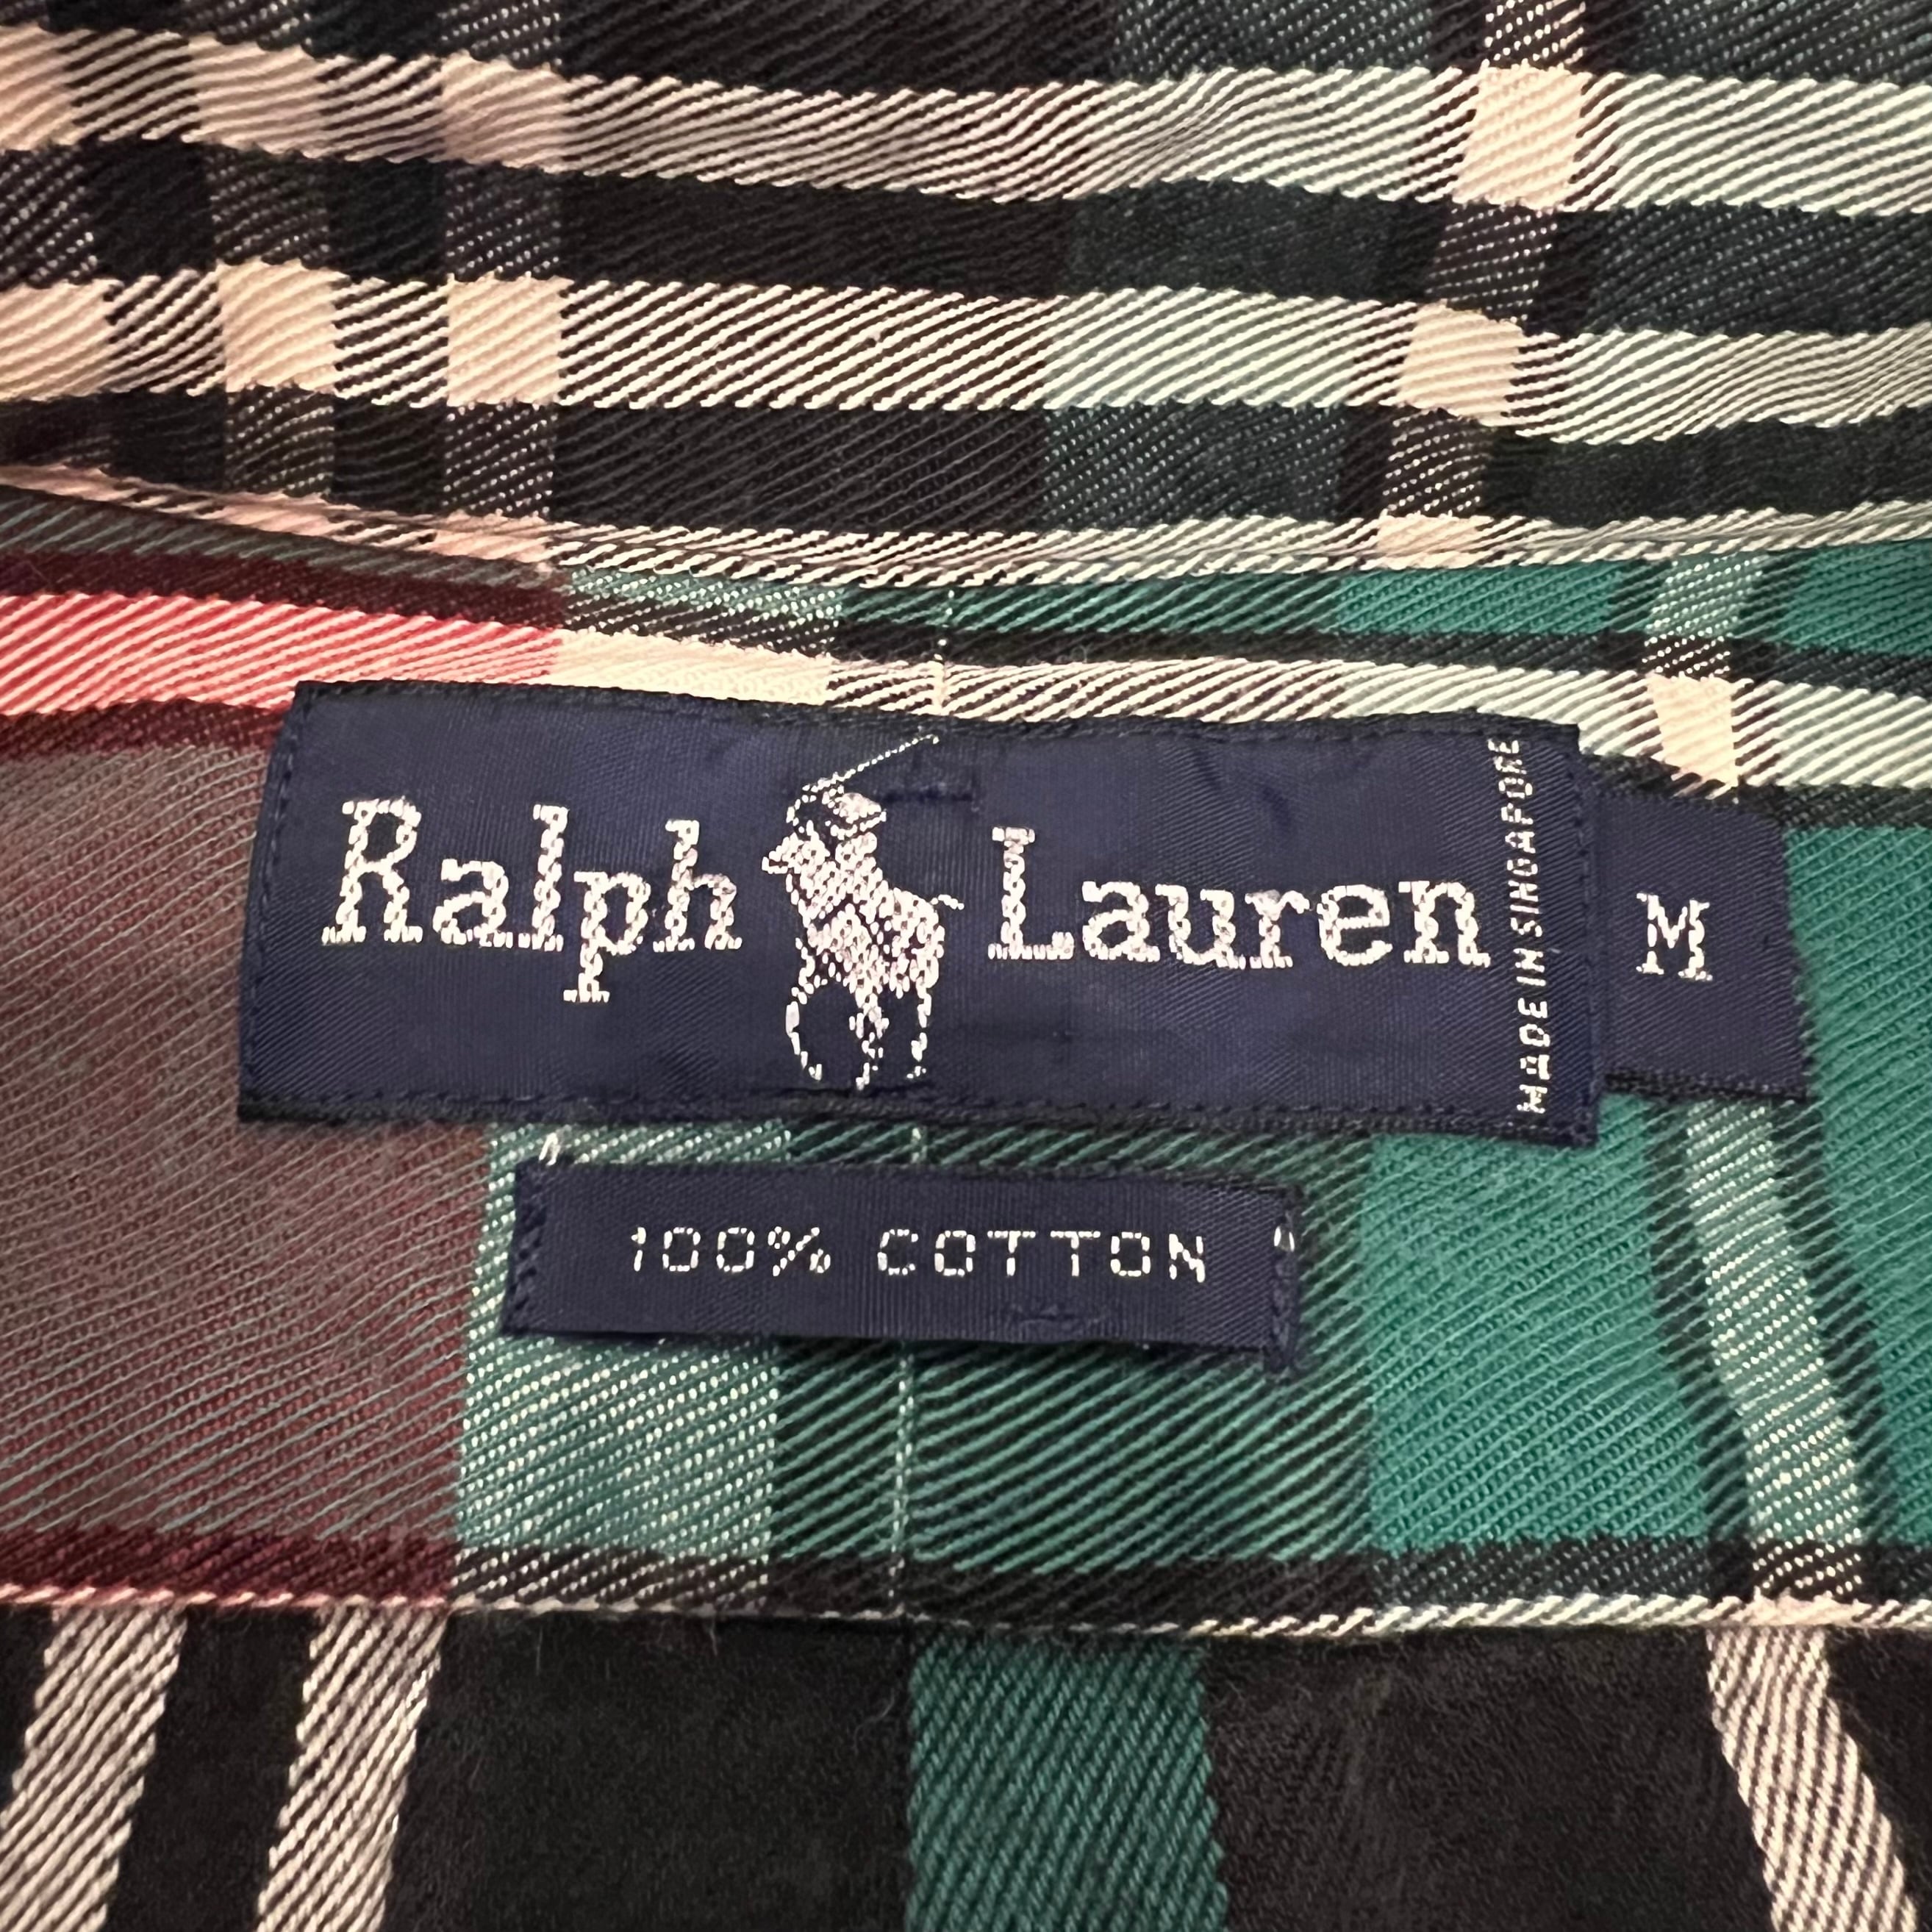 Ralph Lauren
MADE IN SINGAPORE
M
100% COTTON